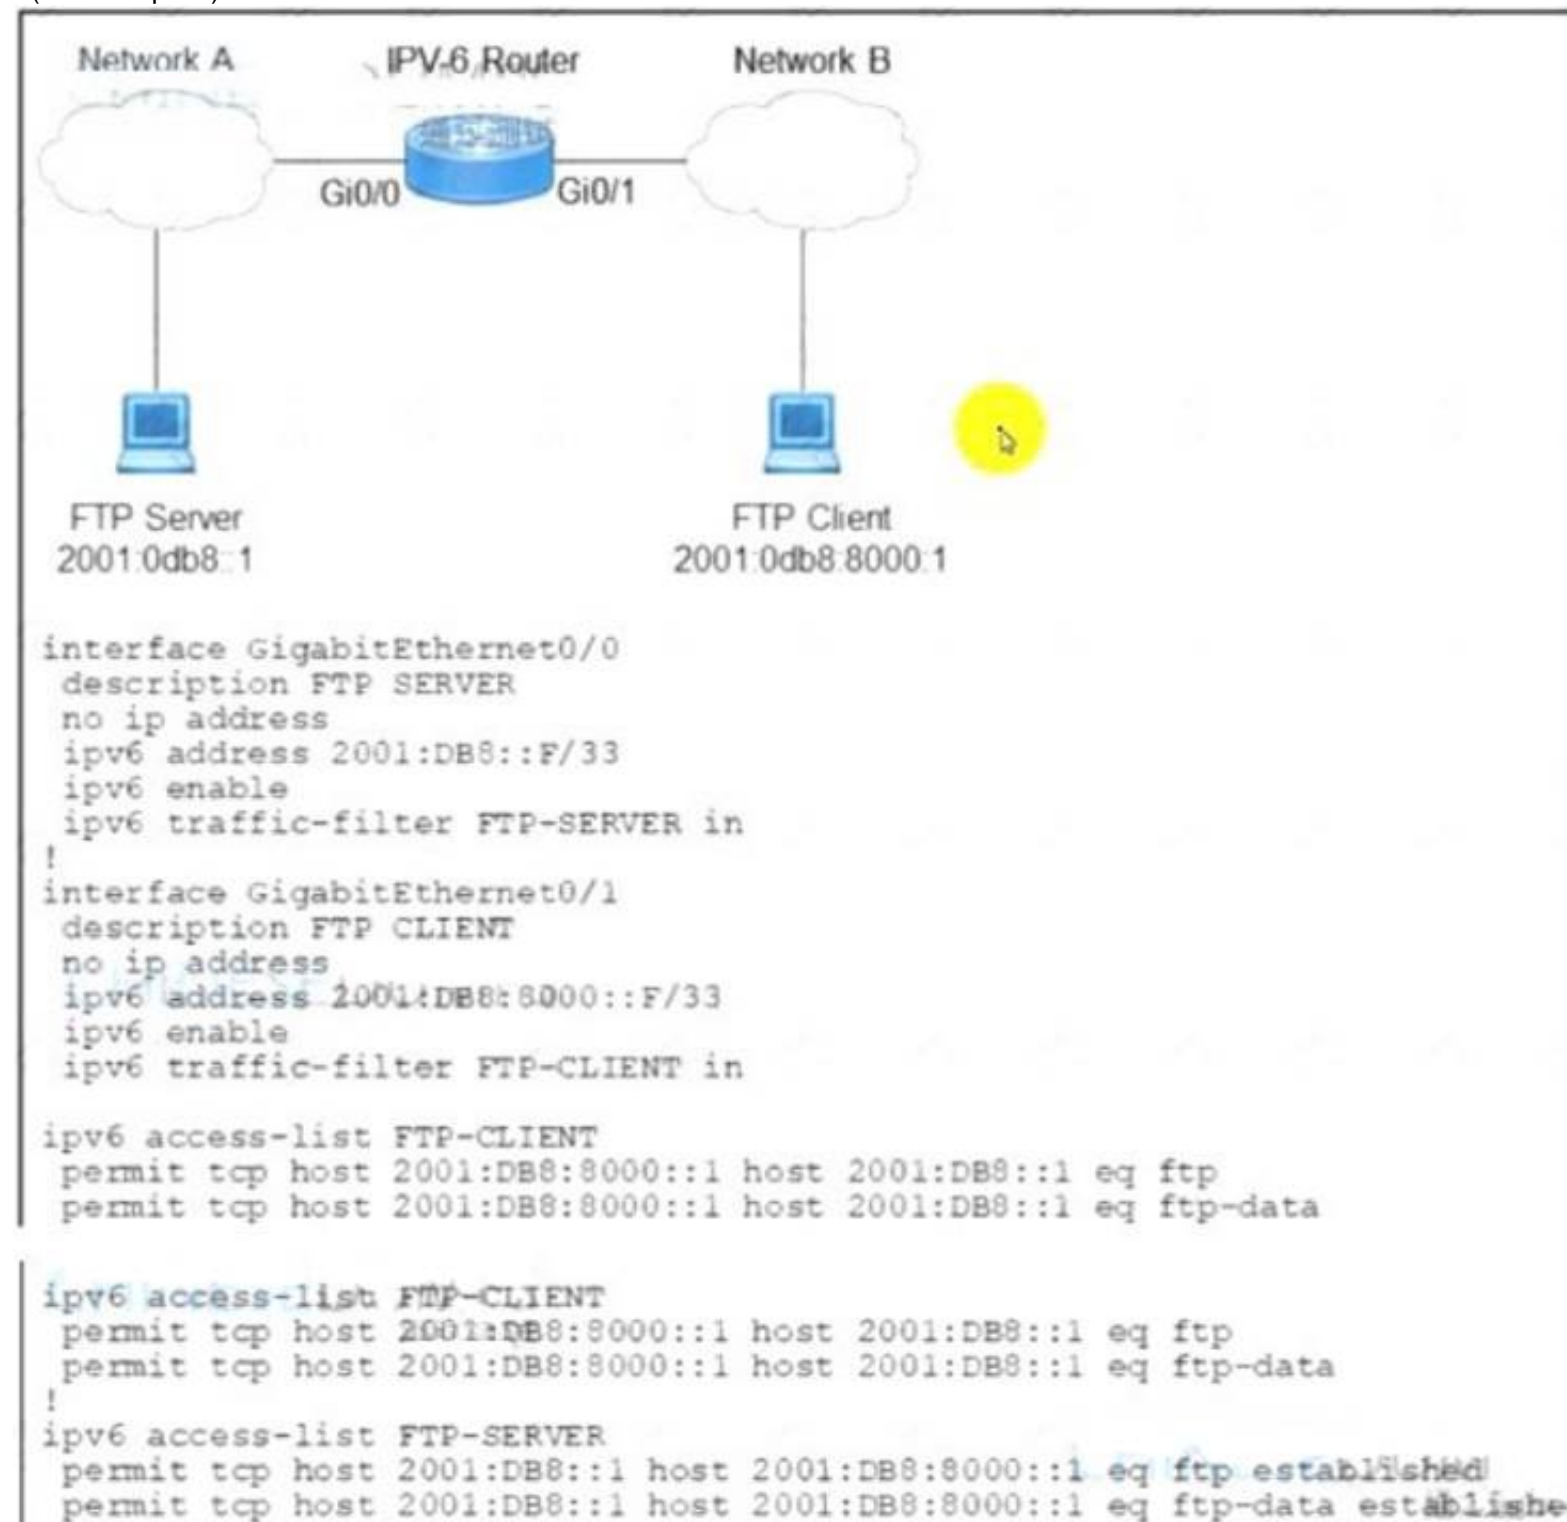 Network A
IPV-6 Router
Network B
Gi0/0
Gi0/1
FTP Server
2001:0db8::1
FTP Client
2001:0db8:8000:1
interface GigabitEthernet0/0
description FTP SERVER
no ip address
ipv6 address 2001:DB8::F/33
ipv6 enable
ipv6 traffic-filter FTP-SERVER in
!
interface GigabitEthernet0/1
description FTP CLIENT
no ip address
ipv6 address 2001:DB8:8000::F/33
ipv6 enable
ipv6 traffic-filter FTP-CLIENT in
ipv6 access-list FTP-CLIENT
permit tcp host 2001:DB8:8000::1 host 2001:DB8::1 eq ftp
permit tcp host 2001:DB8:8000::1 host 2001:DB8::1 eq ftp-data
ipv6 access-list FTP-CLIENT
permit tcp host 2001:DB8:8000::1 host 2001:DB8::1 eq ftp
permit tcp host 2001:DB8:8000::1 host 2001:DB8::1 eq ftp-data
!
ipv6 access-list FTP-SERVER
permit tcp host 2001:DB8::1 host 2001:DB8:8000::1 eq ftp established
permit tcp host 2001:DB8::1 host 2001:DB8:8000::1 eq ftp-data establishe